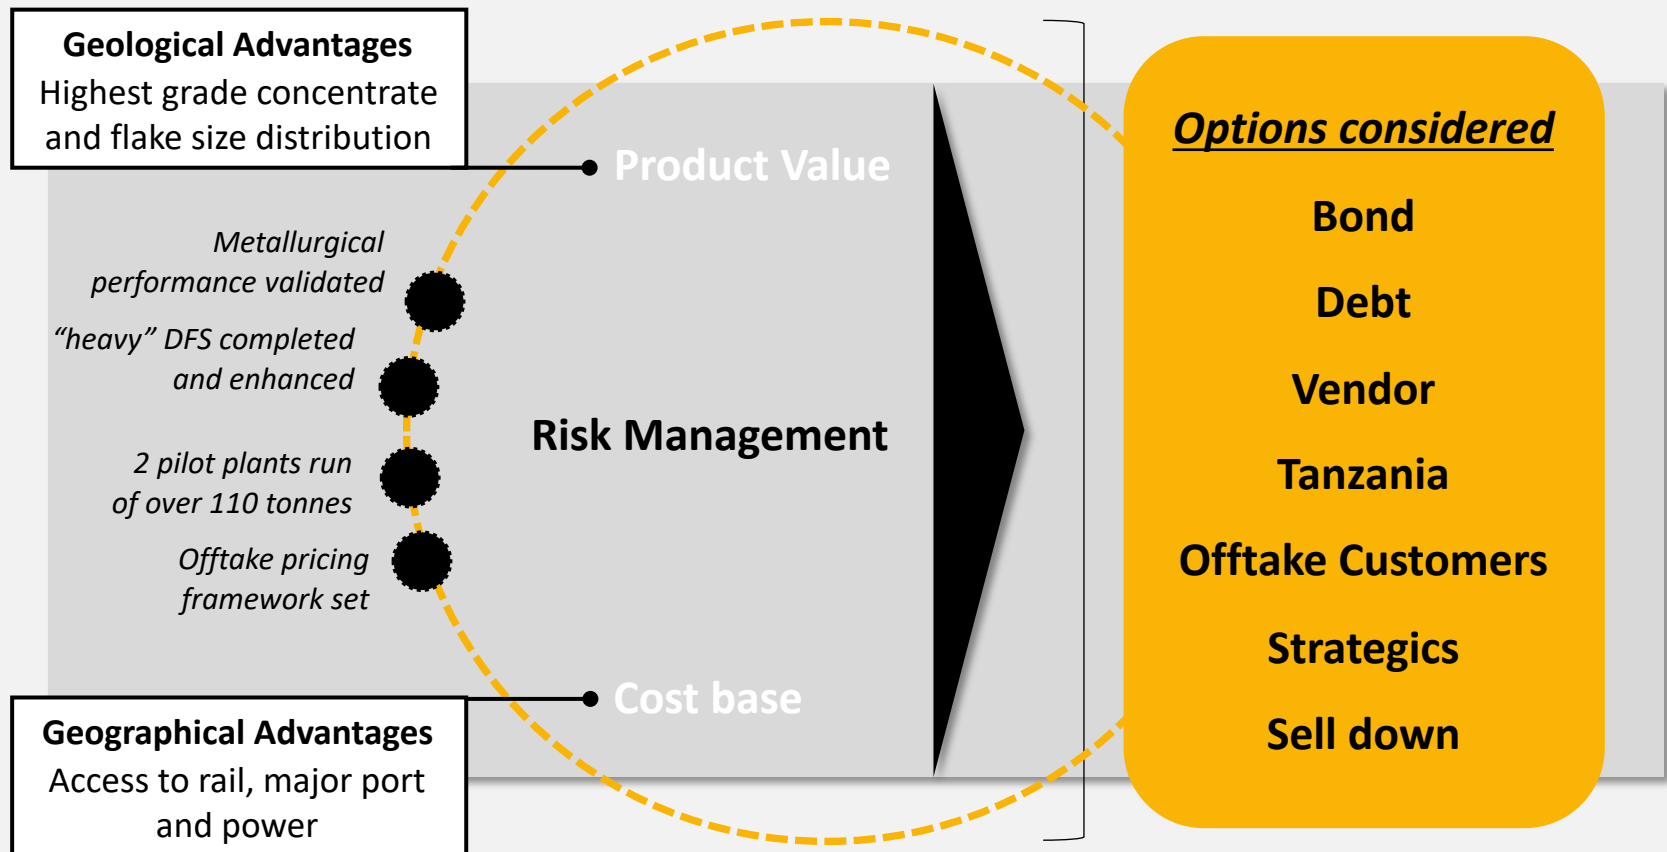 Geological Advantages
Highest grade concentrate
and flake size distribution
Product Value
Metallurgical
performance validated
“heavy” DFS completed
and enhanced
2 pilot plants run
of over 110 tonnes
Offtake pricing
framework set
Risk Management
Cost base
Geographical Advantages
Access to rail, major port
and power
Options considered
Bond
Debt
Vendor
Tanzania
Offtake Customers
Strategics
Sell down